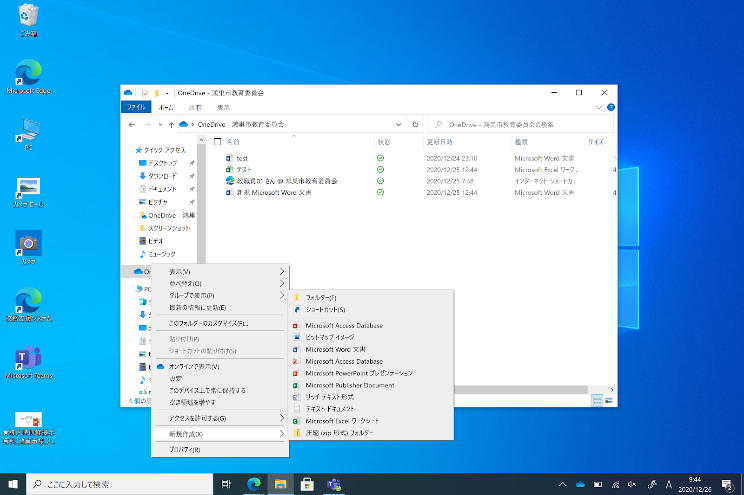 ごみ箱
Microsoft Edge
PC
カメラ ロール
カメラ
Microsoft Teams
OneDrive - 鴻巣市教育委員会
ファイル
ホーム
共有
表示
OneDrive - 鴻巣市教育委員会
OneDrive - 鴻巣市教育委員会の検索
名前
状態
更新日時
種類
サイズ
test
2020/12/24 23:10
Microsoft Word 文書
テスト
2020/12/25 12:44
Microsoft Excel ワーク...
教職員01 さん @ 鴻巣市教育委員会
2020/12/25 7:48
インターネット ショートカ...
新規 Microsoft Word 文書
2020/12/25 12:44
Microsoft Word 文書
クイック アクセス
デスクトップ
ダウンロード
ドキュメント
ピクチャ
OneDrive - 鴻巣
スクリーンショット
ビデオ
ミュージック
PC
表示(V)
並べ替え(O)
グループで表示(P)
最新の情報に更新(E)
このフォルダーのカスタマイズ(F)...
貼り付け(P)
ショートカットの貼り付け(S)
オンラインで表示(V)
設定
このデバイス上で常に保持する
空き領域を増やす
アクセスを許可する(G)
新規作成(X)
プロパティ(R)
フォルダー(F)
ショートカット(S)
Microsoft Access Database
ビットマップ イメージ
Microsoft Word 文書
Microsoft Access Database
Microsoft PowerPoint プレゼンテーション
Microsoft Publisher Document
リッチ テキスト形式
テキスト ドキュメント
Microsoft Excel ワークシート
圧縮 (zip 形式) フォルダー
ここに入力して検索
A
9:44
2020/12/26
2